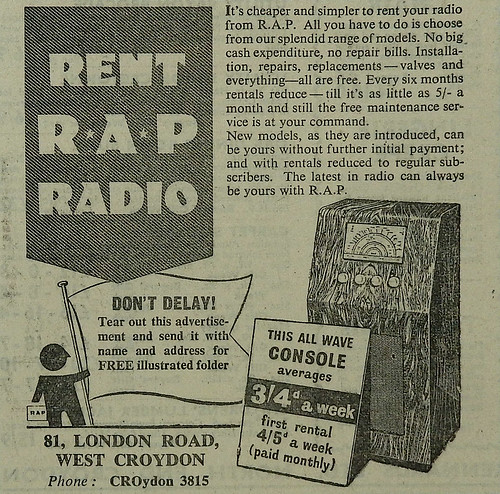 RENT
R·A·P
RADIO
It's cheaper and simpler to rent your radio
from R.A.P. All you have to do is choose
from our splendid range of models. No big
cash expenditure, no repair bills. Installa-
tion, repairs, replacements—valves and
everything—all are free. Every six months
rentals reduce—till it's as little as 5/- a
month and still the free maintenance ser-
vice is at your command.
New models, as they are introduced, can
be yours without further initial payment;
and with rentals reduced to regular sub-
scribers. The latest in radio can always
be yours with R.A.P.
DON'T DELAY!
Tear out this advertise-
ment and send it with
name and address for
FREE illustrated folder
RAP
THIS ALL WAVE
CONSOLE
averages
3/4d a week
first rental
4/5d a week
(paid monthly)
81, LONDON ROAD,
WEST CROYDON
Phone: CROydon 3815